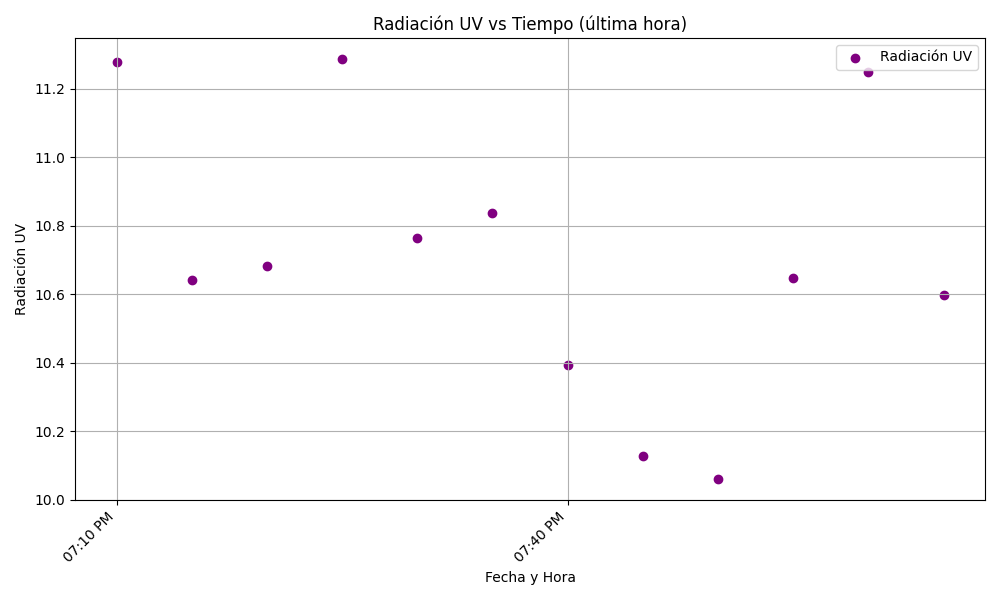 Radiación UV vs Tiempo (última hora)
Radiación UV
11.2
11.0
10.8
10.6
10.4
10.2
10.0
Radiación UV
07:10 PM
07:40 PM
Fecha y Hora